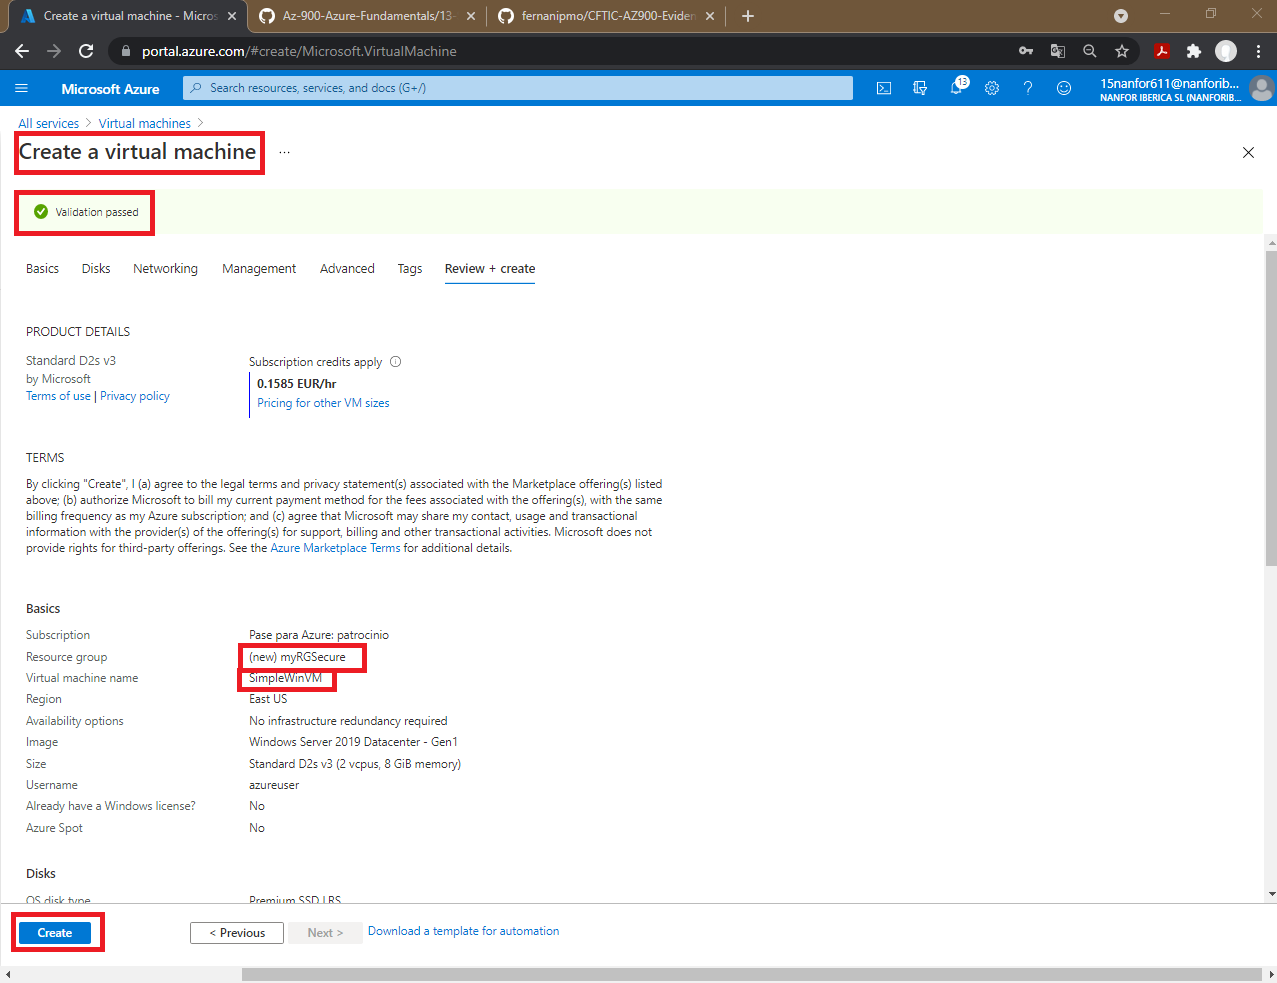 Create a virtual machine - Micros
Az-900-Azure-Fundamentals/13-
fernanipmo/CFTIC-AZ900-Eviden
portal.azure.com/#create/Microsoft.VirtualMachine
Microsoft Azure
Search resources, services, and docs (G+/)
13
15nanfor611@nanforib...
NANFOR IBERICA SL (NANFORIB...
All services > Virtual machines >
Create a virtual machine ...
Validation passed
Basics Disks Networking Management Advanced Tags Review + create
PRODUCT DETAILS
Standard D2s v3
by Microsoft
Terms of use | Privacy policy
Subscription credits apply
0.1585 EUR/hr
Pricing for other VM sizes
TERMS
By clicking "Create", I (a) agree to the legal terms and privacy statement(s) associated with the Marketplace offering(s) listed
above; (b) authorize Microsoft to bill my current payment method for the fees associated with the offering(s), with the same
billing frequency as my Azure subscription; and (c) agree that Microsoft may share my contact, usage and transactional
information with the provider(s) of the offering(s) for support, billing and other transactional activities. Microsoft does not
provide rights for third-party offerings. See the Azure Marketplace Terms for additional details.
Basics
Subscription Pase para Azure: patrocinio
Resource group (new) myRGSecure
Virtual machine name SimpleWinVM
Region East US
Availability options No infrastructure redundancy required
Image Windows Server 2019 Datacenter - Gen1
Size Standard D2s v3 (2 vcpus, 8 GiB memory)
Username azureuser
Already have a Windows license? No
Azure Spot No
Disks
OS disk type Premium SSD LRS
Create < Previous Next > Download a template for automation